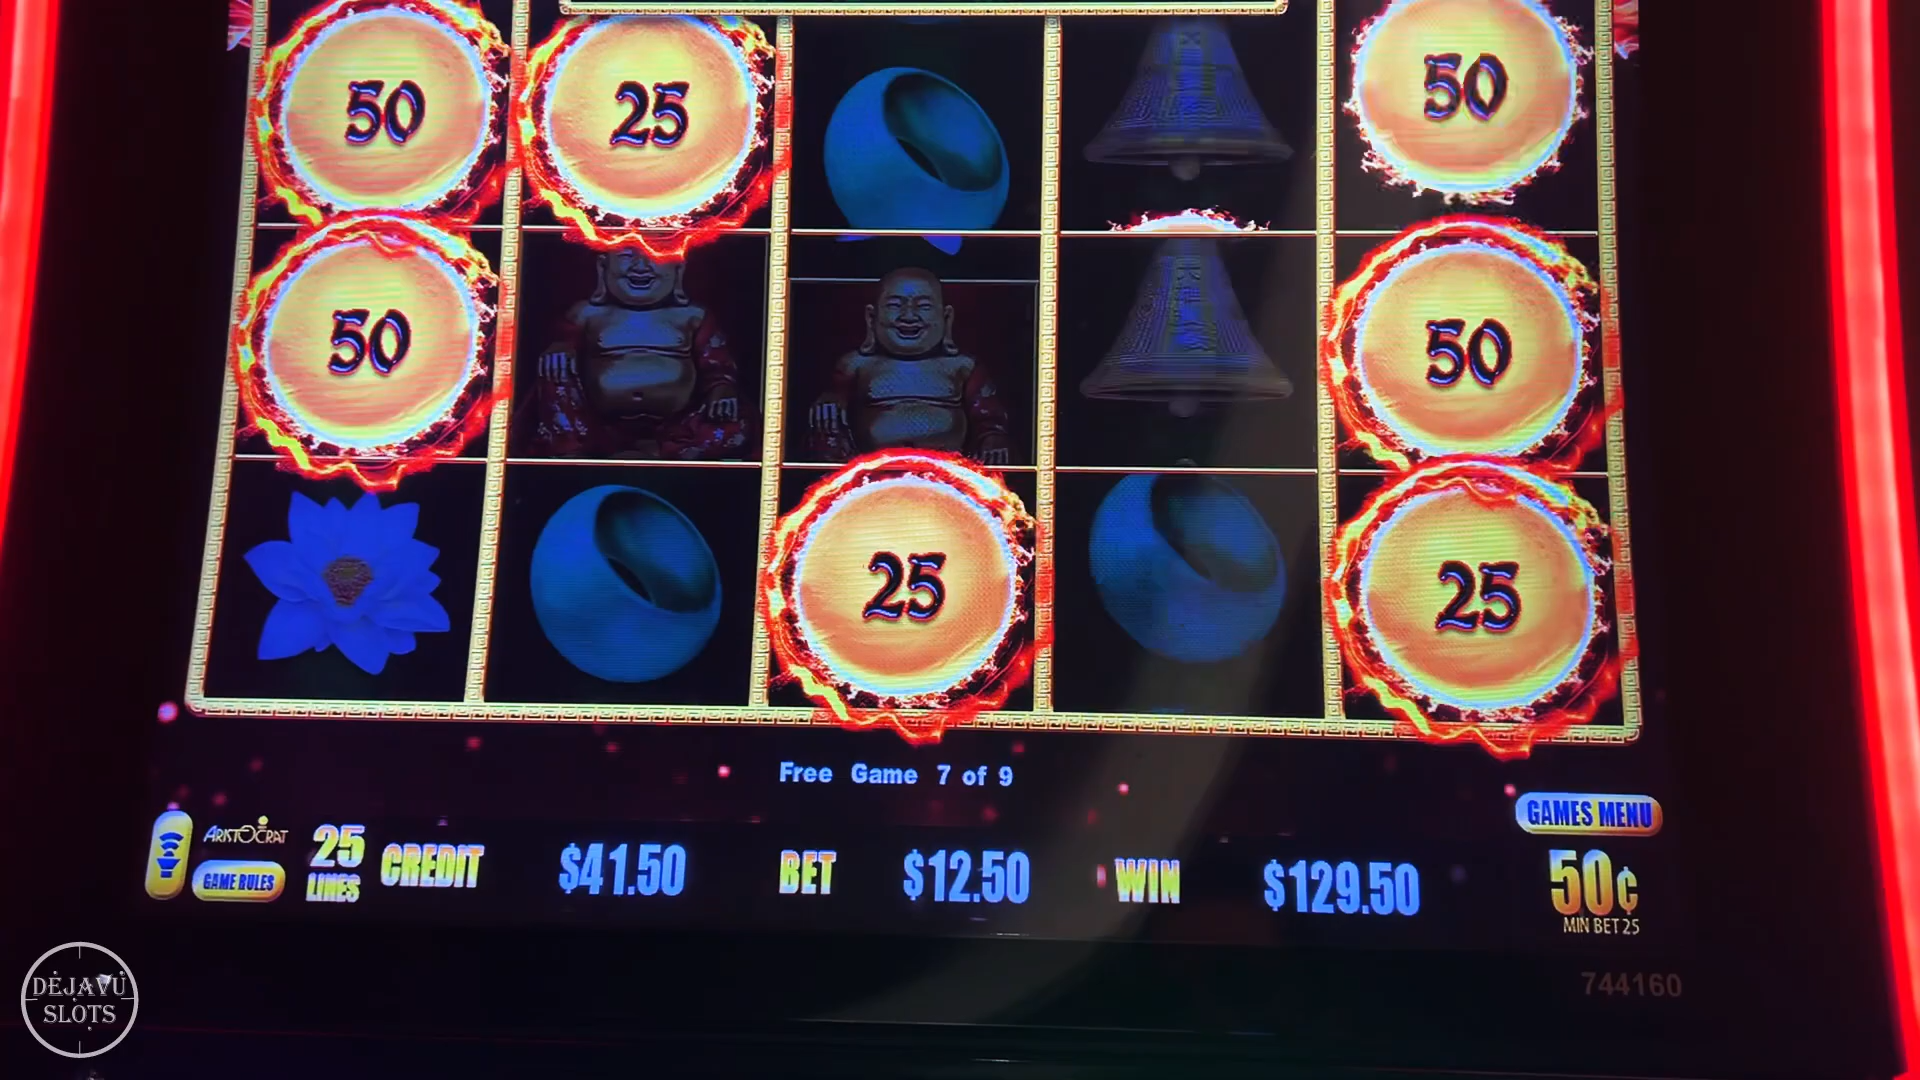 50 25 50
50 50
25 25
Free Game 7 of 9
GAMES MENU
ARISTOCRAT
GAME RULES
25
LINES
CREDIT $41.50 BET $12.50 WIN $129.50 50¢
MIN BET 25
744160
DÉJAVU
SLOTS